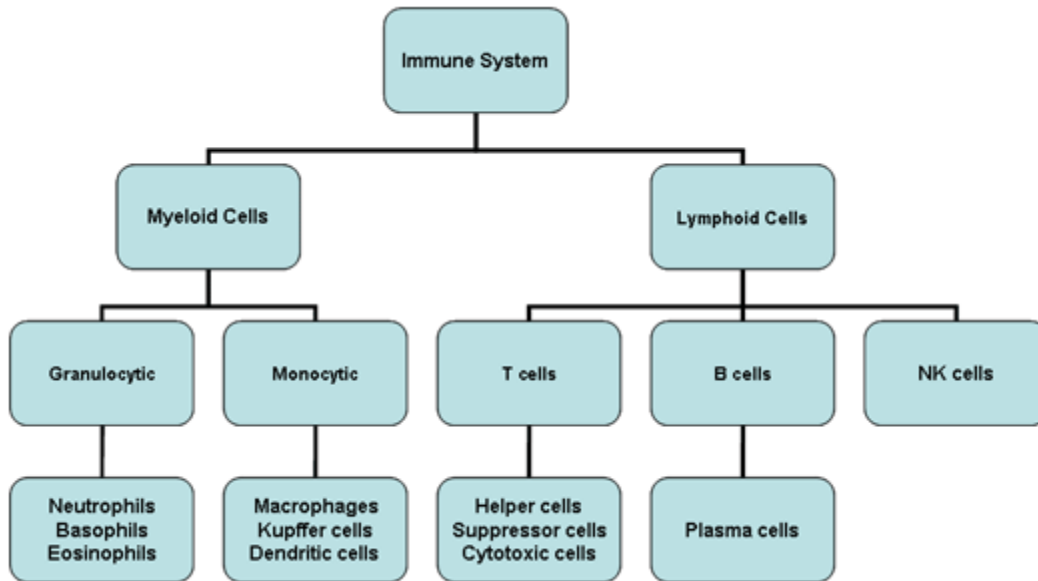 Immune System
Myeloid Cells
Lymphoid Cells
Granulocytic
Monocytic
T cells
B cells
NK cells
Neutrophils
Basophils
Eosinophils
Macrophages
Kupffer cells
Dendritic cells
Helper cells
Suppressor cells
Cytotoxic cells
Plasma cells